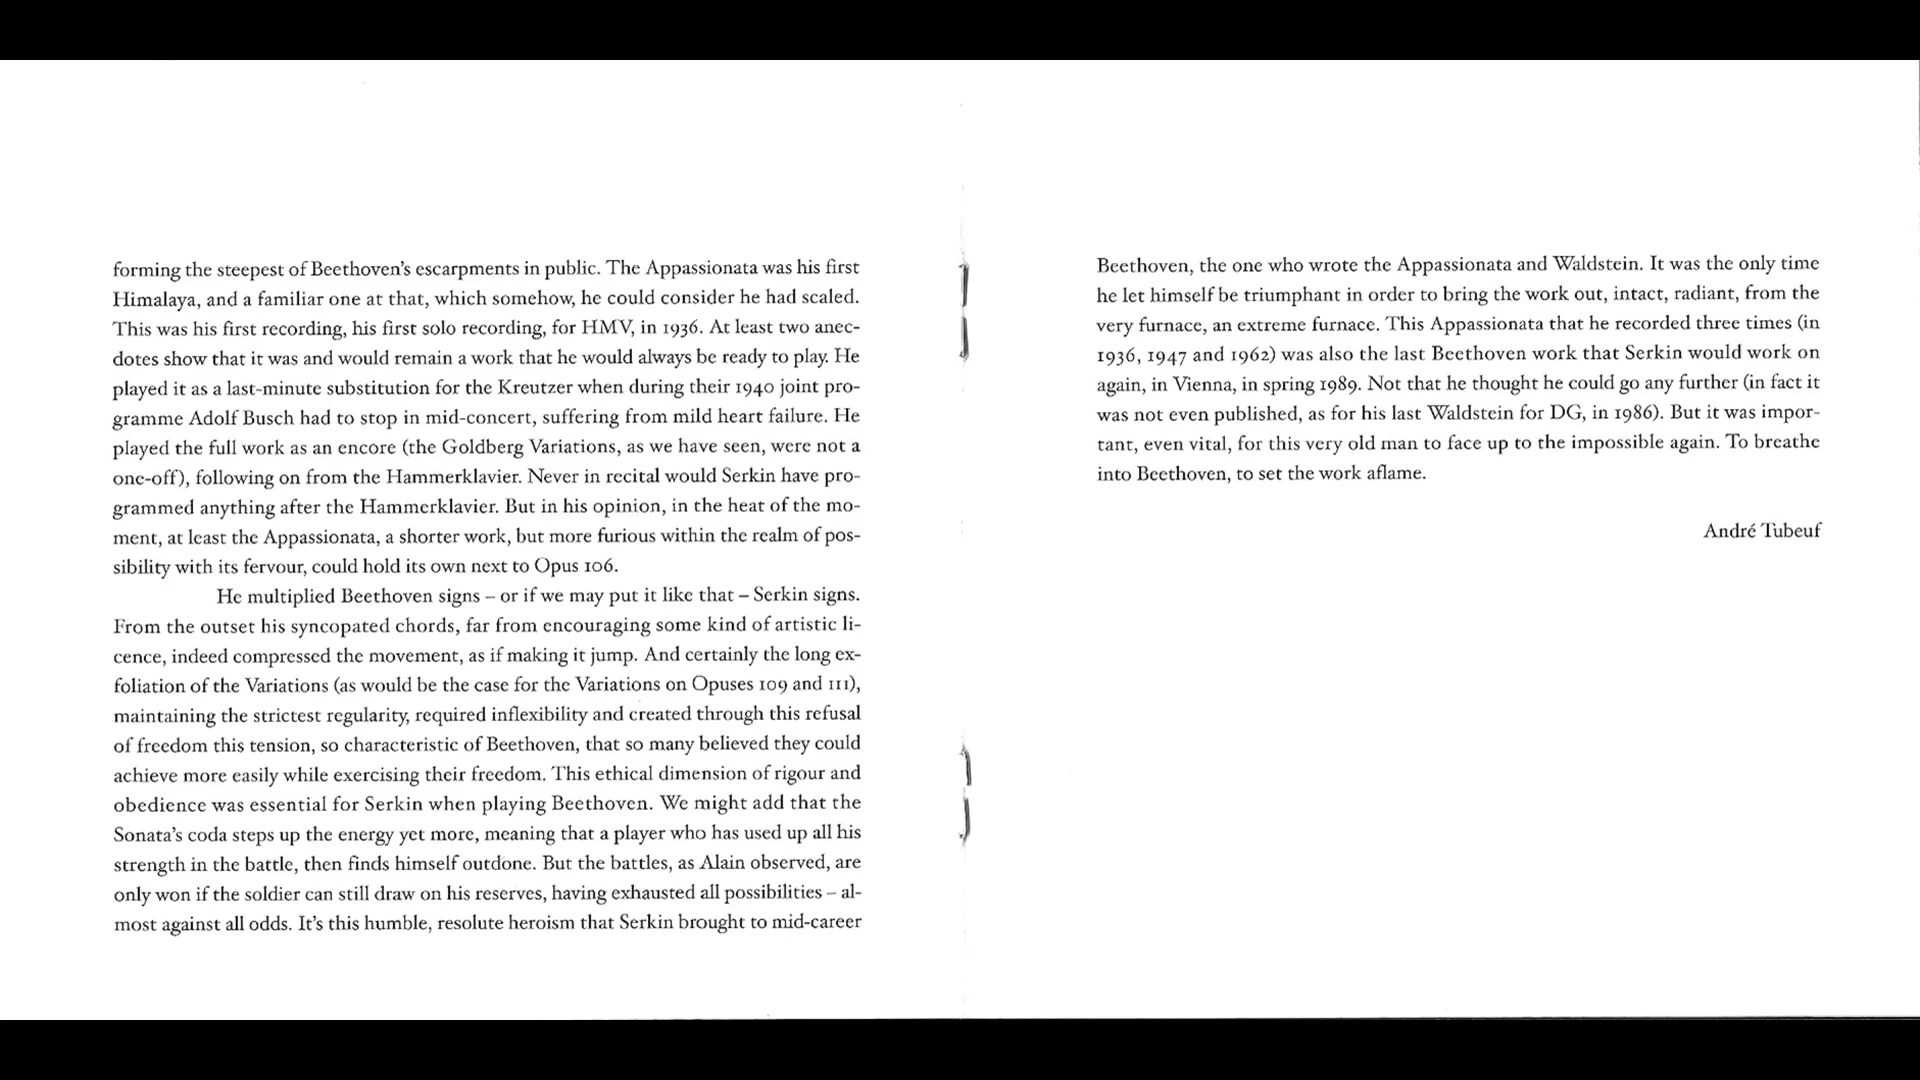 forming the steepest of Beethoven's escarpments in public. The Appassionata was his first
Himalaya, and a familiar one at that, which somehow, he could consider he had scaled.
This was his first recording, his first solo recording, for HMV, in 1936. At least two anec-
dotes show that it was and would remain a work that he would always be ready to play. He
played it as a last-minute substitution for the Kreutzer when during their 1940 joint pro-
gramme Adolf Busch had to stop in mid-concert, suffering from mild heart failure. He
played the full work as an encore (the Goldberg Variations, as we have seen, were not a
one-off), following on from the Hammerklavier. Never in recital would Serkin have pro-
grammed anything after the Hammerklavier. But in his opinion, in the heat of the mo-
ment, at least the Appassionata, a shorter work, but more furious within the realm of pos-
sibility with its fervour, could hold its own next to Opus 106.
He multiplied Beethoven signs – or if we may put it like that – Serkin signs.
From the outset his syncopated chords, far from encouraging some kind of artistic li-
cence, indeed compressed the movement, as if making it jump. And certainly the long ex-
foliation of the Variations (as would be the case for the Variations on Opuses 109 and 111),
maintaining the strictest regularity, required inflexibility and created through this refusal
of freedom this tension, so characteristic of Beethoven, that so many believed they could
achieve more easily while exercising their freedom. This ethical dimension of rigour and
obedience was essential for Serkin when playing Beethoven. We might add that the
Sonata's coda steps up the energy yet more, meaning that a player who has used up all his
strength in the battle, then finds himself outdone. But the battles, as Alain observed, are
only won if the soldier can still draw on his reserves, having exhausted all possibilities – al-
most against all odds. It's this humble, resolute heroism that Serkin brought to mid-career
Beethoven, the one who wrote the Appassionata and Waldstein. It was the only time
he let himself be triumphant in order to bring the work out, intact, radiant, from the
very furnace, an extreme furnace. This Appassionata that he recorded three times (in
1936, 1947 and 1962) was also the last Beethoven work that Serkin would work on
again, in Vienna, in spring 1989. Not that he thought he could go any further (in fact it
was not even published, as for his last Waldstein for DG, in 1986). But it was impor-
tant, even vital, for this very old man to face up to the impossible again. To breathe
into Beethoven, to set the work aflame.
André Tubeuf